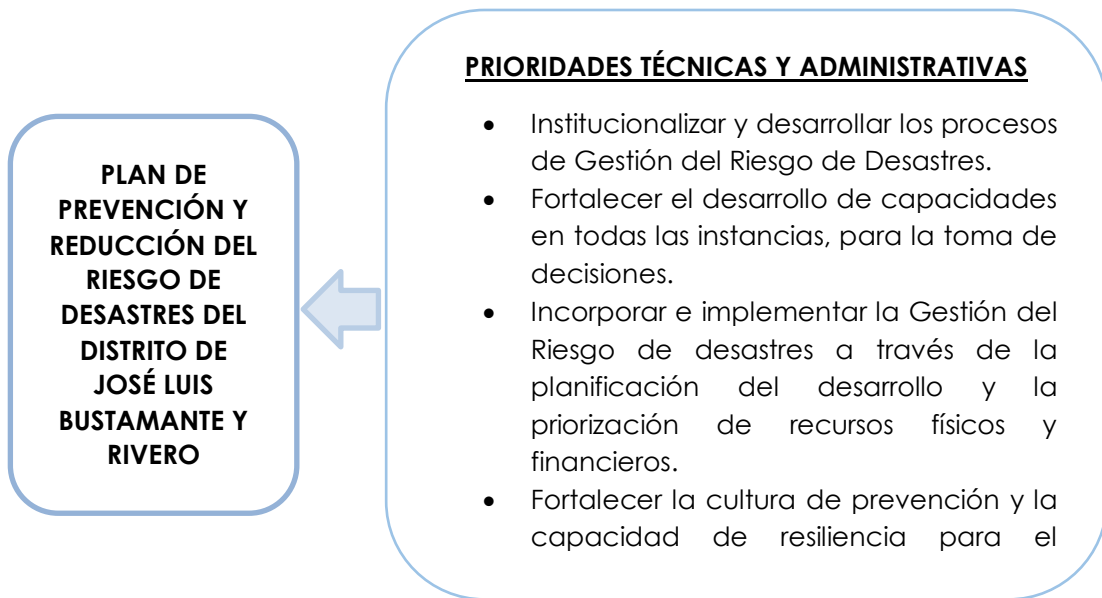 PLAN DE
PREVENCIÓN Y
REDUCCIÓN DEL
RIESGO DE
DESASTRES DEL
DISTRITO DE
JOSÉ LUIS
BUSTAMANTE Y
RIVERO
PRIORIDADES TÉCNICAS Y ADMINISTRATIVAS
• Institucionalizar y desarrollar los procesos
de Gestión del Riesgo de Desastres.
• Fortalecer el desarrollo de capacidades
en todas las instancias, para la toma de
decisiones.
• Incorporar e implementar la Gestión del
Riesgo de desastres a través de la
planificación del desarrollo y la
priorización de recursos físicos y
financieros.
• Fortalecer la cultura de prevención y la
capacidad de resiliencia para el